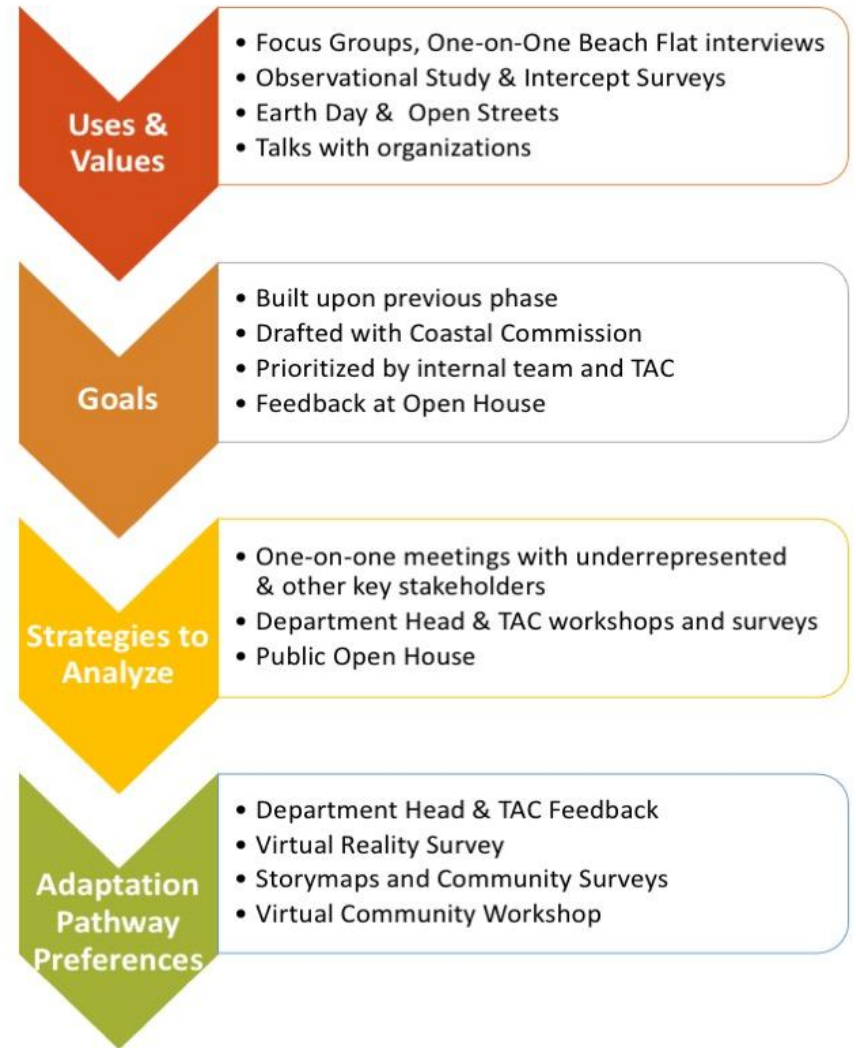 Uses &
Values
• Focus Groups, One-on-One Beach Flat interviews
• Observational Study & Intercept Surveys
• Earth Day & Open Streets
• Talks with organizations
Goals
• Built upon previous phase
• Drafted with Coastal Commission
• Prioritized by internal team and TAC
• Feedback at Open House
Strategies to
Analyze
• One-on-one meetings with underrepresented
& other key stakeholders
• Department Head & TAC workshops and surveys
• Public Open House
Adaptation
Pathway
Preferences
• Department Head & TAC Feedback
• Virtual Reality Survey
• Storymaps and Community Surveys
• Virtual Community Workshop